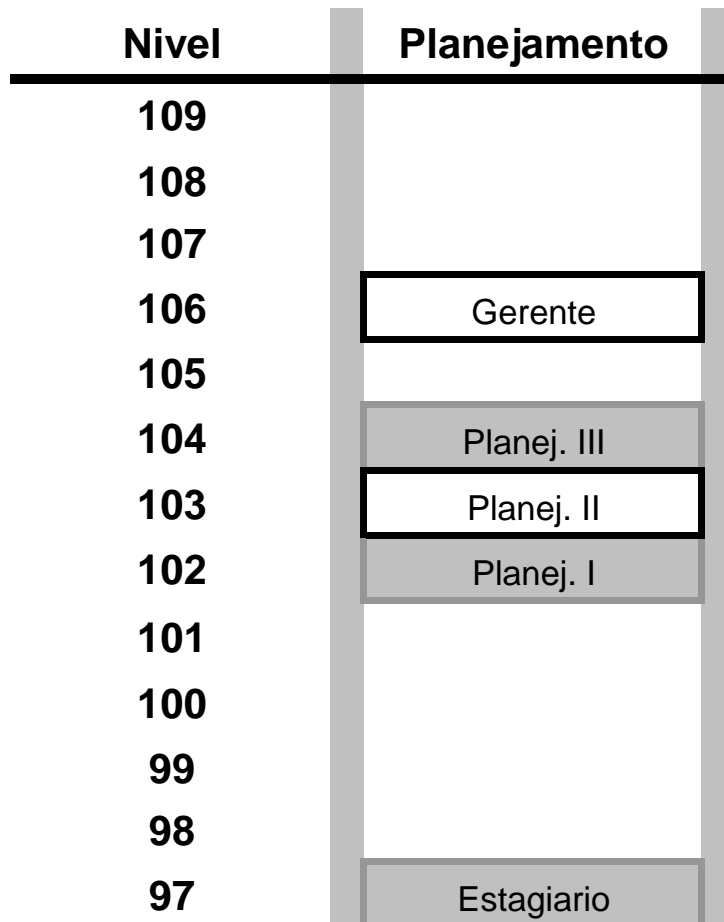 Nivel Planejamento
109
108
107
106 Gerente
105
104 Planej. III
103 Planej. II
102 Planej. I
101
100
99
98
97 Estagiario